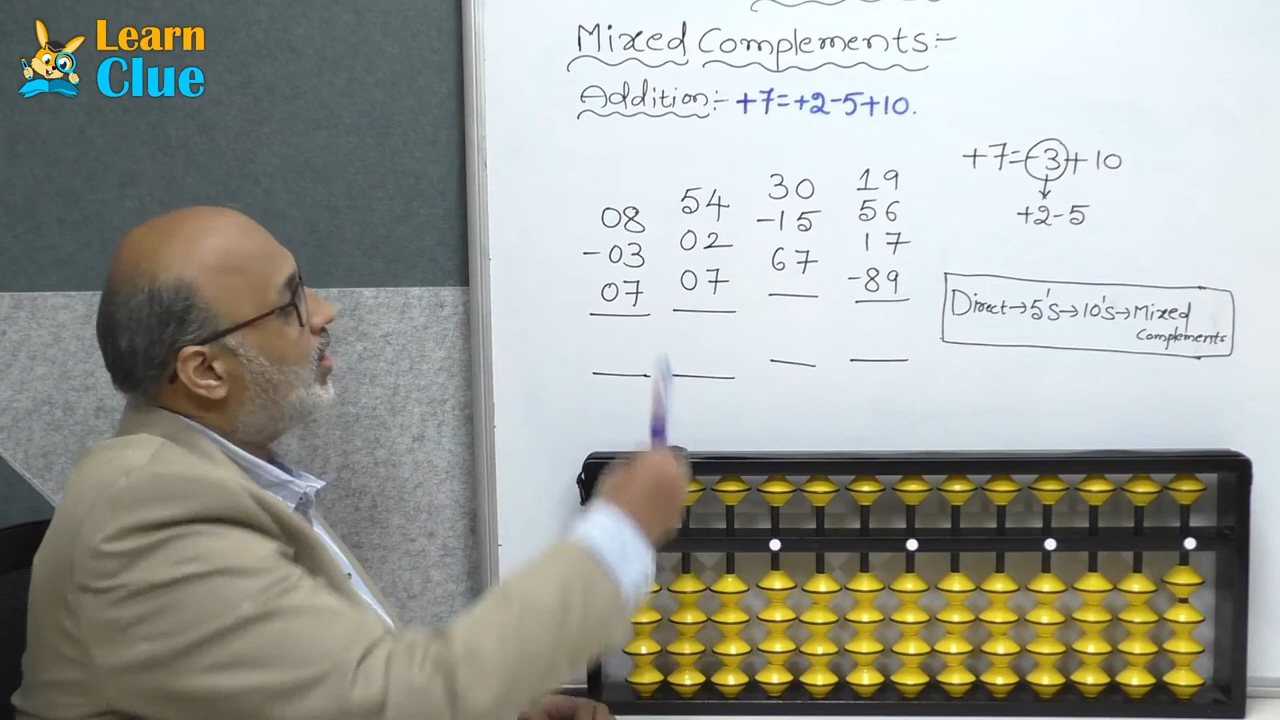 Learn
Clue
Mixed Complements:-
Addition:- +7=+2-5+10.
+7=-3+10
+2-5
08
-03
07
54
02
07
30
-15
67
19
56
17
-89
Direct→5's→10's→Mixed
Complements